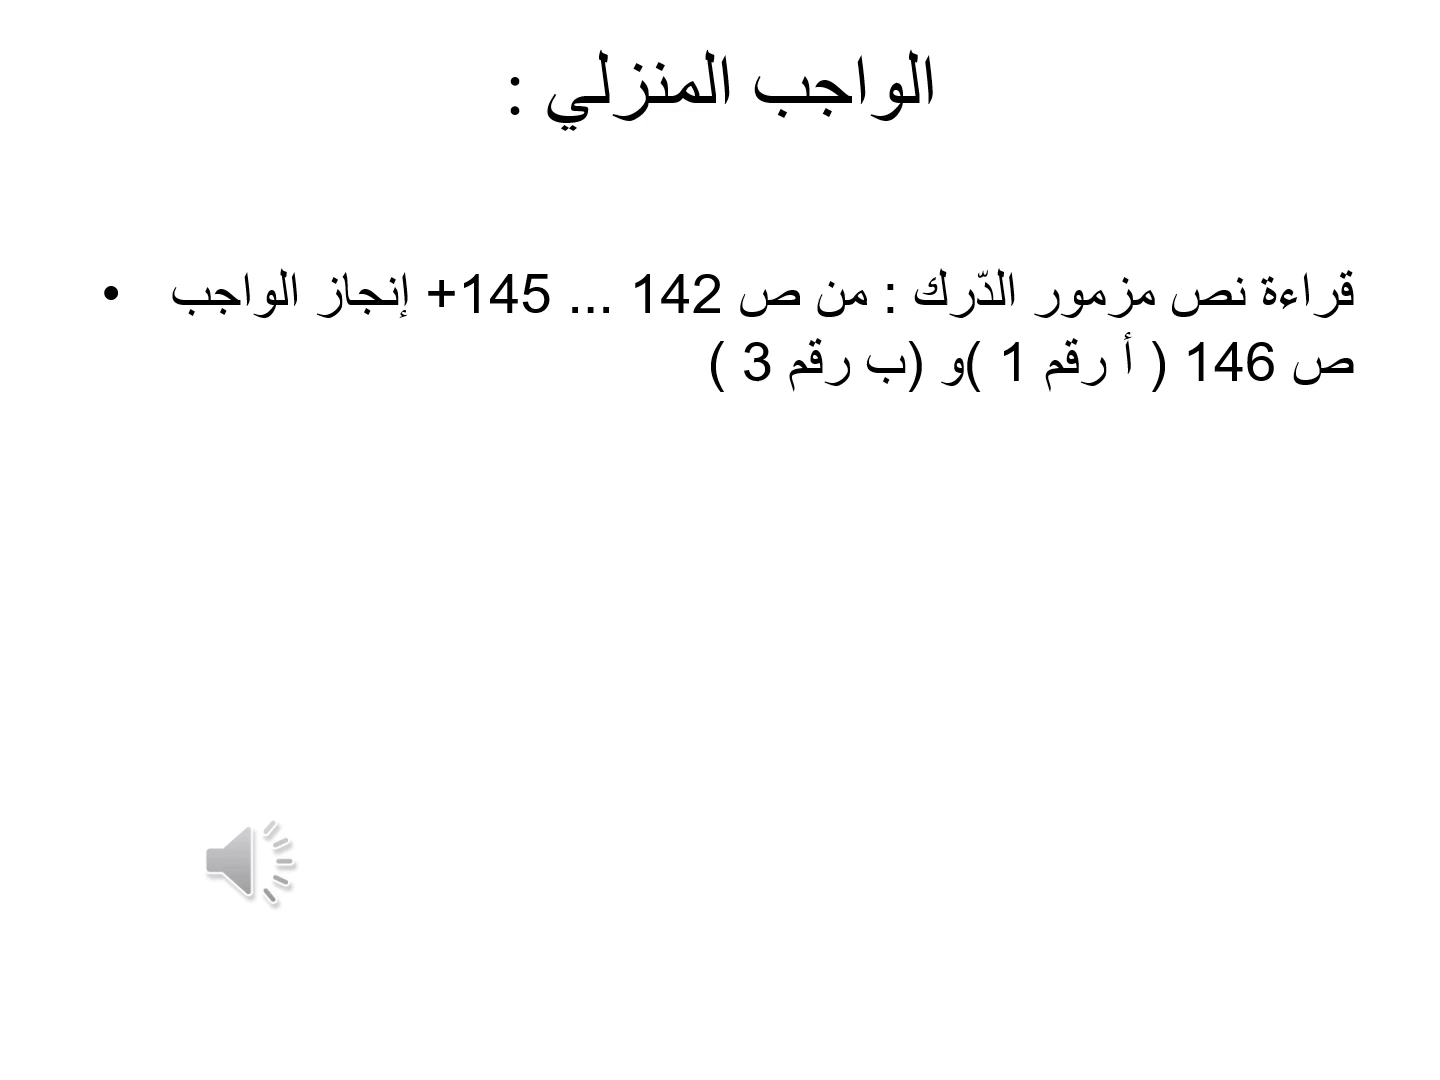 الواجب المنزلي :
• قراءة نص مزمور الدّرك : من ص 142 ... 145+ إنجاز الواجب
ص 146 ( أ رقم 1 )و (ب رقم 3 )